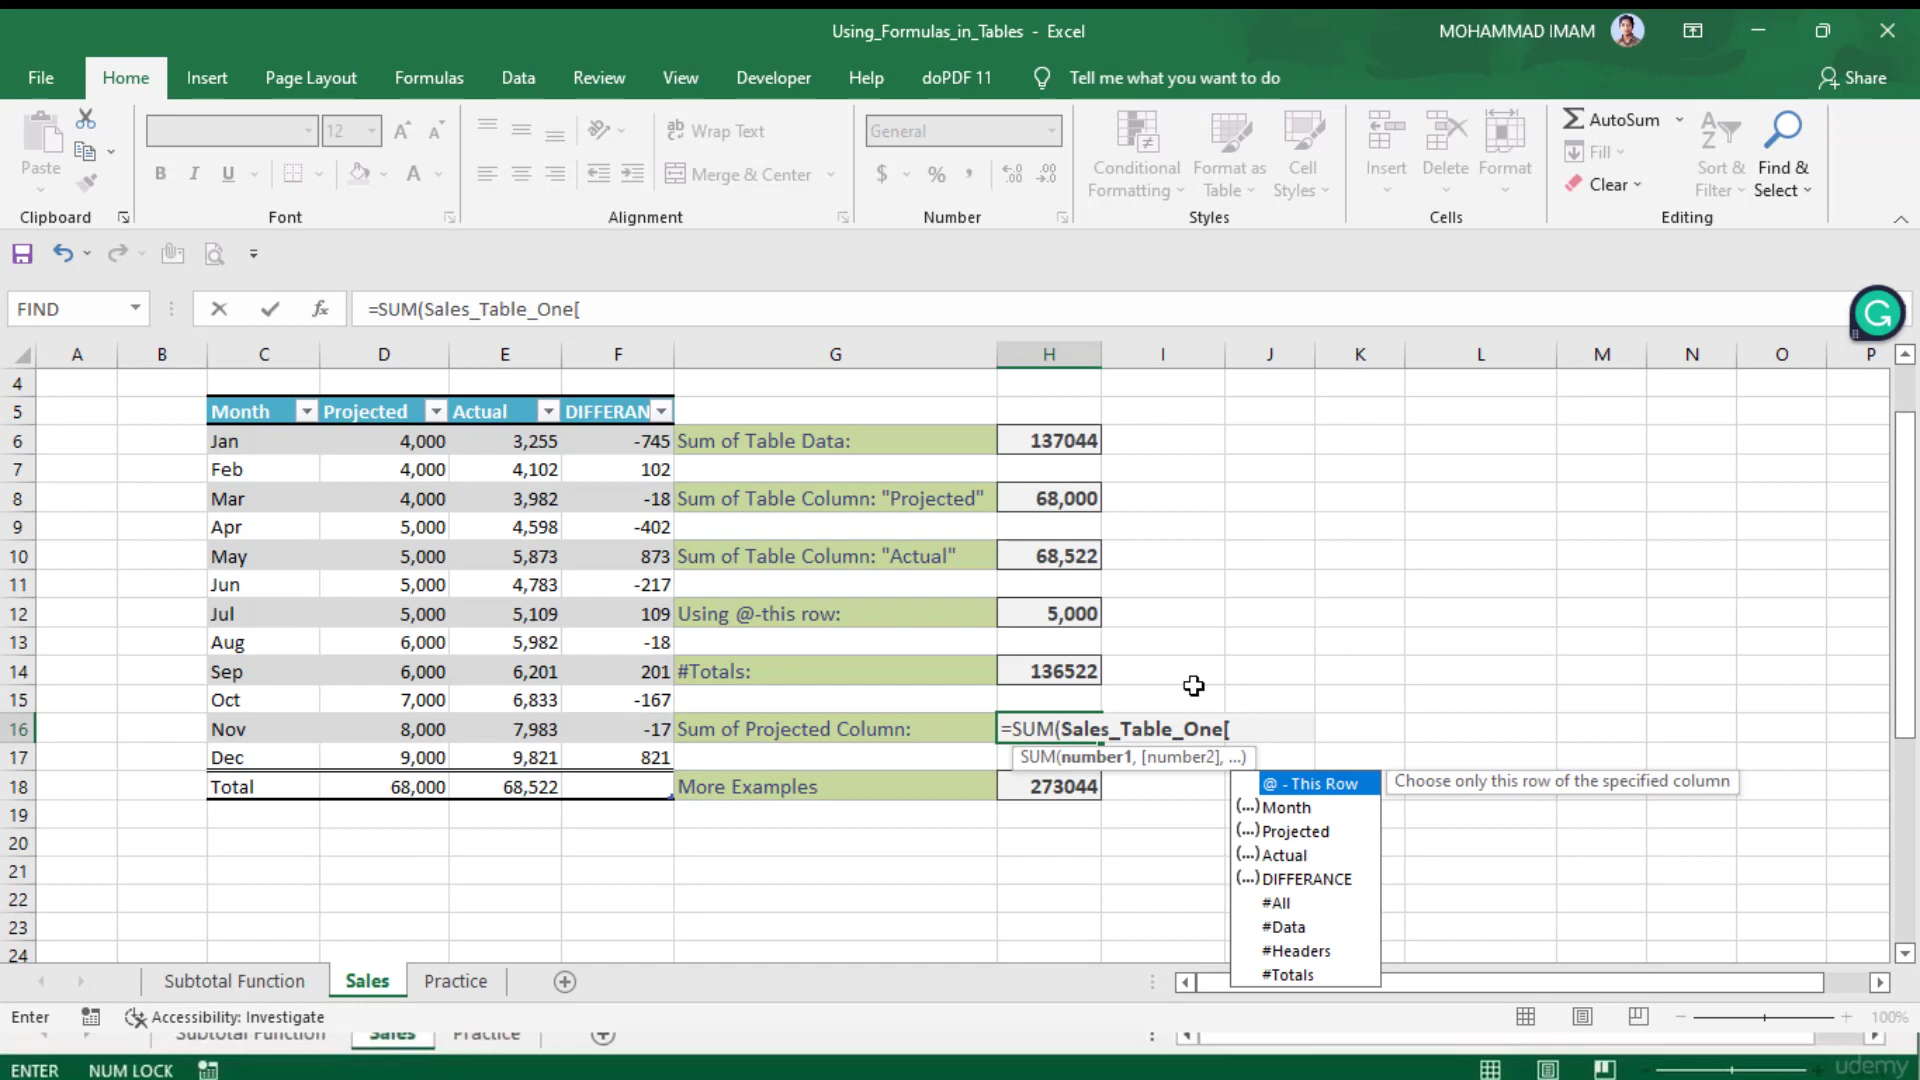 Using_Formulas_in_Tables - Excel
MOHAMMAD IMAM
File Home Insert Page Layout Formulas Data Review View Developer Help doPDF 11 Tell me what you want to do Share
Paste
Clipboard
12
B I U A
Font
Wrap Text
Merge & Center
Alignment
General
$ % ,
Number
Conditional Formatting
Format as Table
Cell Styles
Styles
Insert Delete Format
Cells
AutoSum
Fill
Clear
Sort & Filter
Find & Select
Editing
FIND fx =SUM(Sales_Table_One[
A B C D E F G H I J K L M N O P
4
5 Month Projected Actual DIFFERAN
6 Jan 4,000 3,255 -745 Sum of Table Data: 137044
7 Feb 4,000 4,102 102
8 Mar 4,000 3,982 -18 Sum of Table Column: "Projected" 68,000
9 Apr 5,000 4,598 -402
10 May 5,000 5,873 873 Sum of Table Column: "Actual" 68,522
11 Jun 5,000 4,783 -217
12 Jul 5,000 5,109 109 Using @-this row: 5,000
13 Aug 6,000 5,982 -18
14 Sep 6,000 6,201 201 #Totals: 136522
15 Oct 7,000 6,833 -167
16 Nov 8,000 7,983 -17 Sum of Projected Column: =SUM(Sales_Table_One[
17 Dec 9,000 9,821 821 SUM(number1, [number2], ...)
18 Total 68,000 68,522 More Examples 273044
@ - This Row Choose only this row of the specified column
(...) Month
(...) Projected
(...) Actual
(...) DIFFERANCE
#All
#Data
#Headers
#Totals
19
20
21
22
23
24
Subtotal Function Sales Practice
Enter Accessibility: Investigate 100%
Subtotal Function Sales Practice
ENTER NUM LOCK
udemy